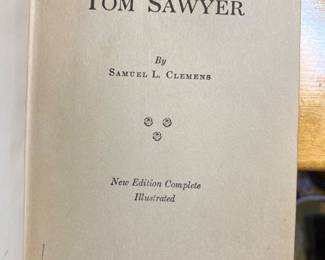 TOM SAWYER
By
SAMUEL L. CLEMENS
New Edition Complete
Illustrated